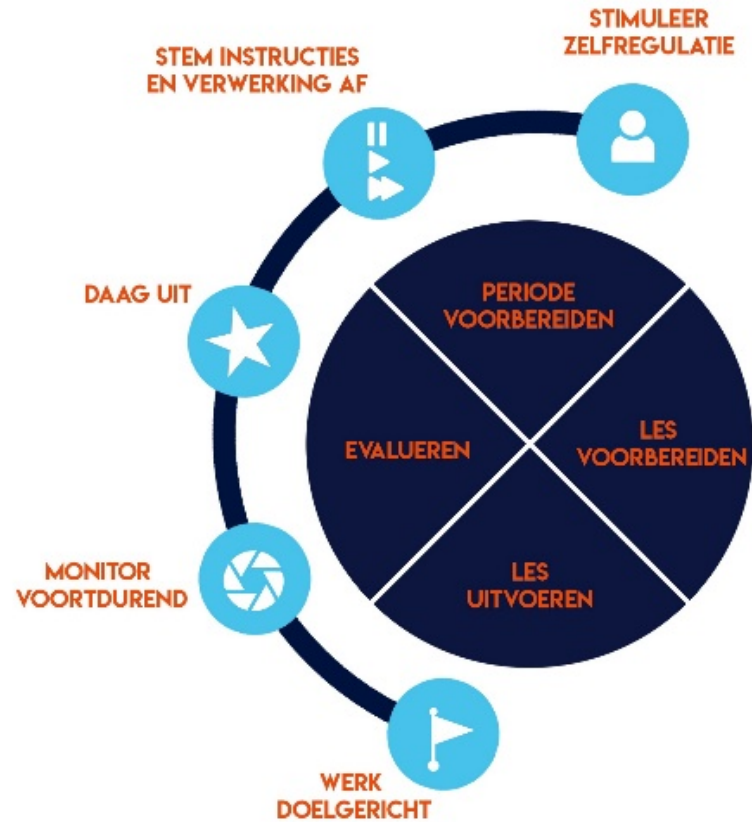 STIMULEER
ZELFREGULATIE
STEM INSTRUCTIES
EN VERWERKING AF
DAAG UIT
MONITOR
VOORTDUREND
WERK
DOELGERICHT
PERIODE
VOORBEREIDEN
LES
VOORBEREIDEN
LES
UITVOEREN
EVALUEREN